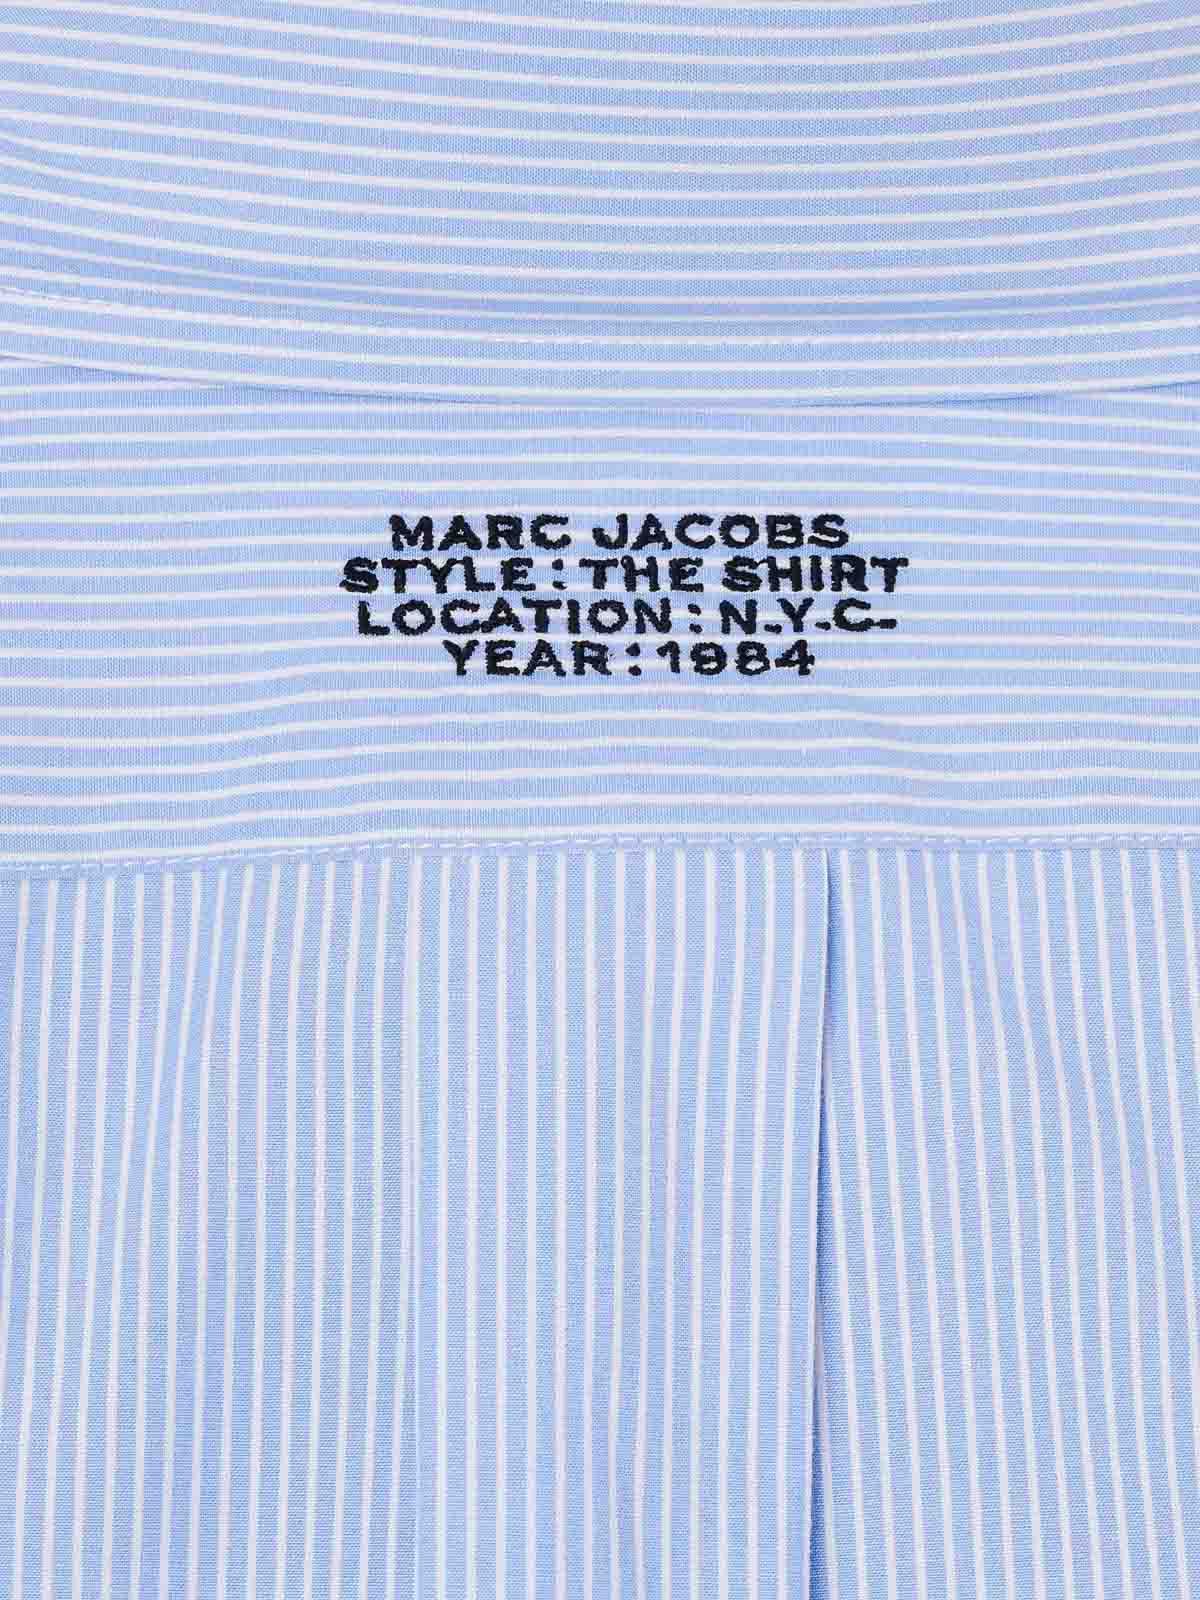 MARC JACOBS
STYLE: THE SHIRT
LOCATION: N.Y.C.
YEAR: 1984